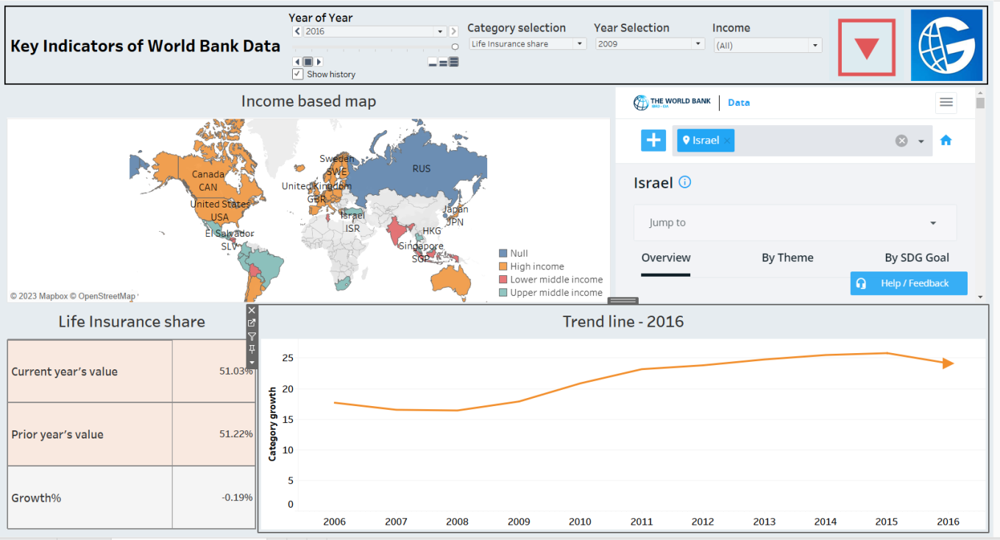 Key Indicators of World Bank Data
Year of Year
2016
Show history
Category selection
Life Insurance share
Year Selection
2009
Income
(All)
Income based map
Canada
CAN
United States
USA
El Salvador
SLV
Sweden
SWE
United Kingdom
GBR
Israel
ISR
RUS
Japan
JPN
HKG
Singapore
SGP
Null
High income
Lower middle income
Upper middle income
© 2023 Mapbox © OpenStreetMap
THE WORLD BANK
IBRD • IDA
Data
Israel ×
Israel
Jump to
Overview
By Theme
By SDG Goal
Help / Feedback
Life Insurance share
Current year's value 51.03%
Prior year's value 51.22%
Growth% -0.19%
Trend line - 2016
Category growth
25
20
15
10
5
0
2006 2007 2008 2009 2010 2011 2012 2013 2014 2015 2016